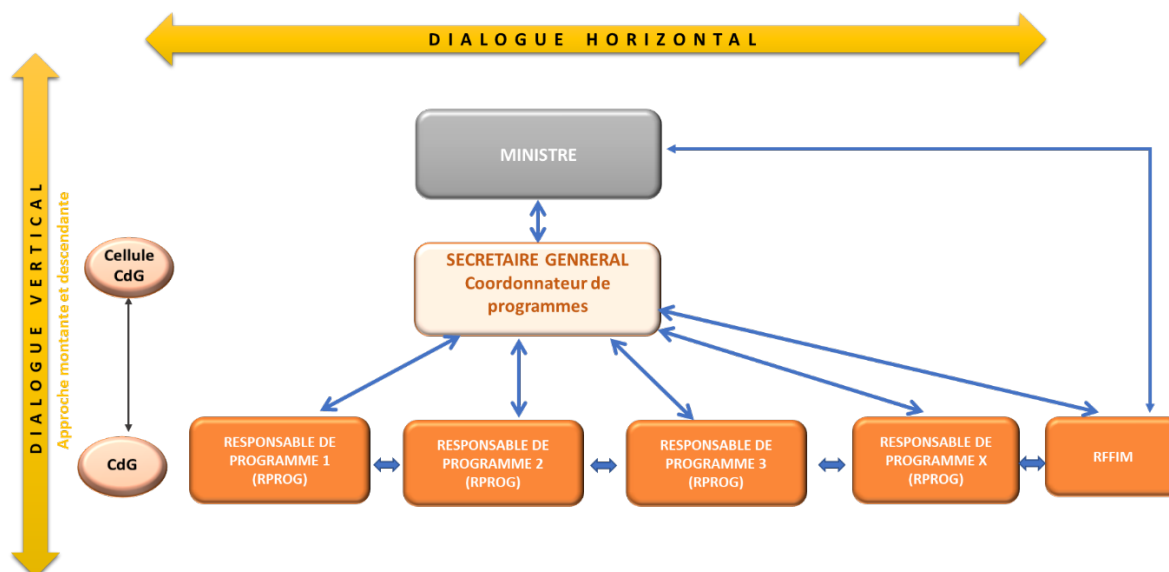 DIALOGUE HORIZONTAL
DIALOGUE VERTICAL
Approche montante et descendante
MINISTRE
Cellule
CdG
SECRETAIRE GENRERAL
Coordonnateur de
programmes
CdG
RESPONSABLE DE
PROGRAMME 1
(RPROG)
RESPONSABLE DE
PROGRAMME 2
(RPROG)
RESPONSABLE DE
PROGRAMME 3
(RPROG)
RESPONSABLE DE
PROGRAMME X
(RPROG)
RFFIM